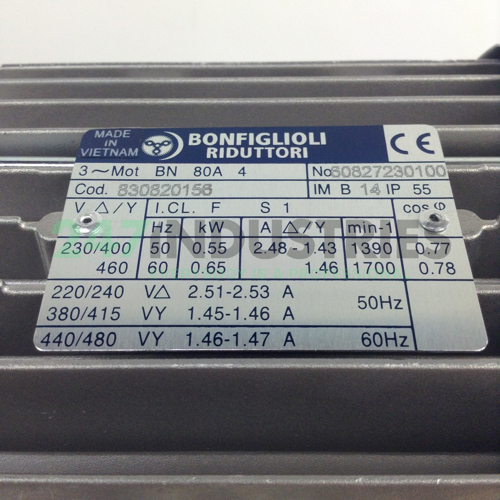 MADE
IN
VIETNAM
BONFIGLIOLI
RIDUTTORI
CE
3~Mot BN 80A 4 No60827230100
Cod. 830820156 IM B 14 IP 55
V △/Y I.CL. F S 1 cosφ
Hz kW A △/Y min-1
230/400 50 0.55 2.48-1.43 1390 0.77
460 60 0.65 1.46 1700 0.78
220/240 V△ 2.51-2.53 A 50Hz
380/415 VY 1.45-1.46 A
440/480 VY 1.46-1.47 A 60Hz
INDUSTRIES